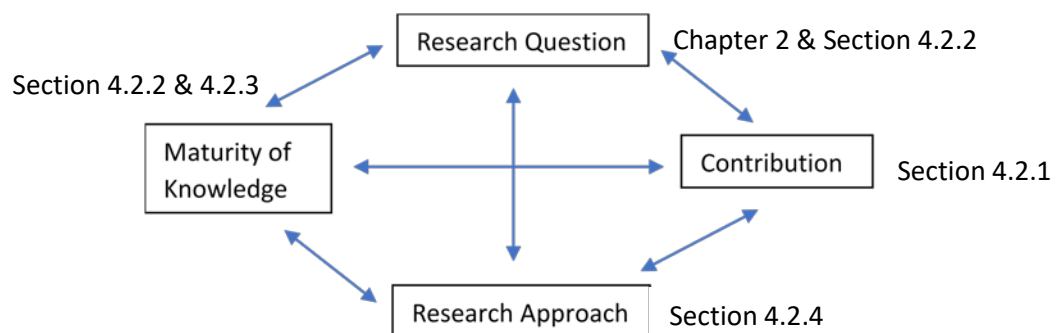 Research Question
Chapter 2 & Section 4.2.2
Section 4.2.2 & 4.2.3
Maturity of
Knowledge
Contribution
Section 4.2.1
Research Approach
Section 4.2.4